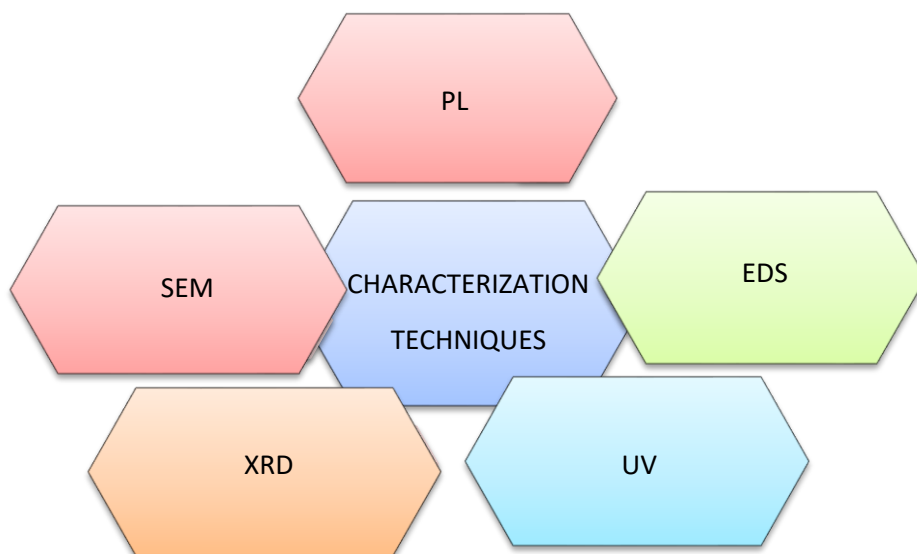 PL
SEM
CHARACTERIZATION
TECHNIQUES
EDS
XRD
UV